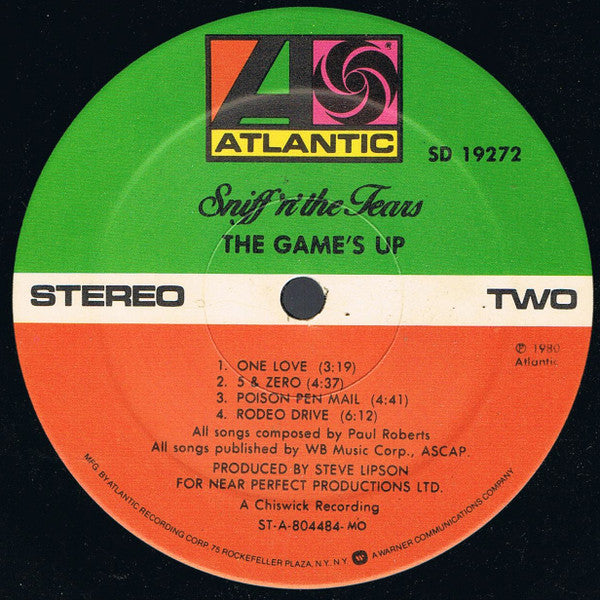 ATLANTIC
®
SD 19272
Sniff 'n' the Tears
THE GAME'S UP
STEREO
TWO
℗ 1980
Atlantic
1. ONE LOVE (3:19)
2. 5 & ZERO (4:37)
3. POISON PEN MAIL (4:41)
4. RODEO DRIVE (6:12)
All songs composed by Paul Roberts
All songs published by WB Music Corp., ASCAP.
PRODUCED BY STEVE LIPSON
FOR NEAR PERFECT PRODUCTIONS LTD.
A Chiswick Recording
ST-A-804484-MO
MFG. BY ATLANTIC RECORDING CORP. 75 ROCKEFELLER PLAZA, N.Y. N.Y. W A WARNER COMMUNICATIONS COMPANY